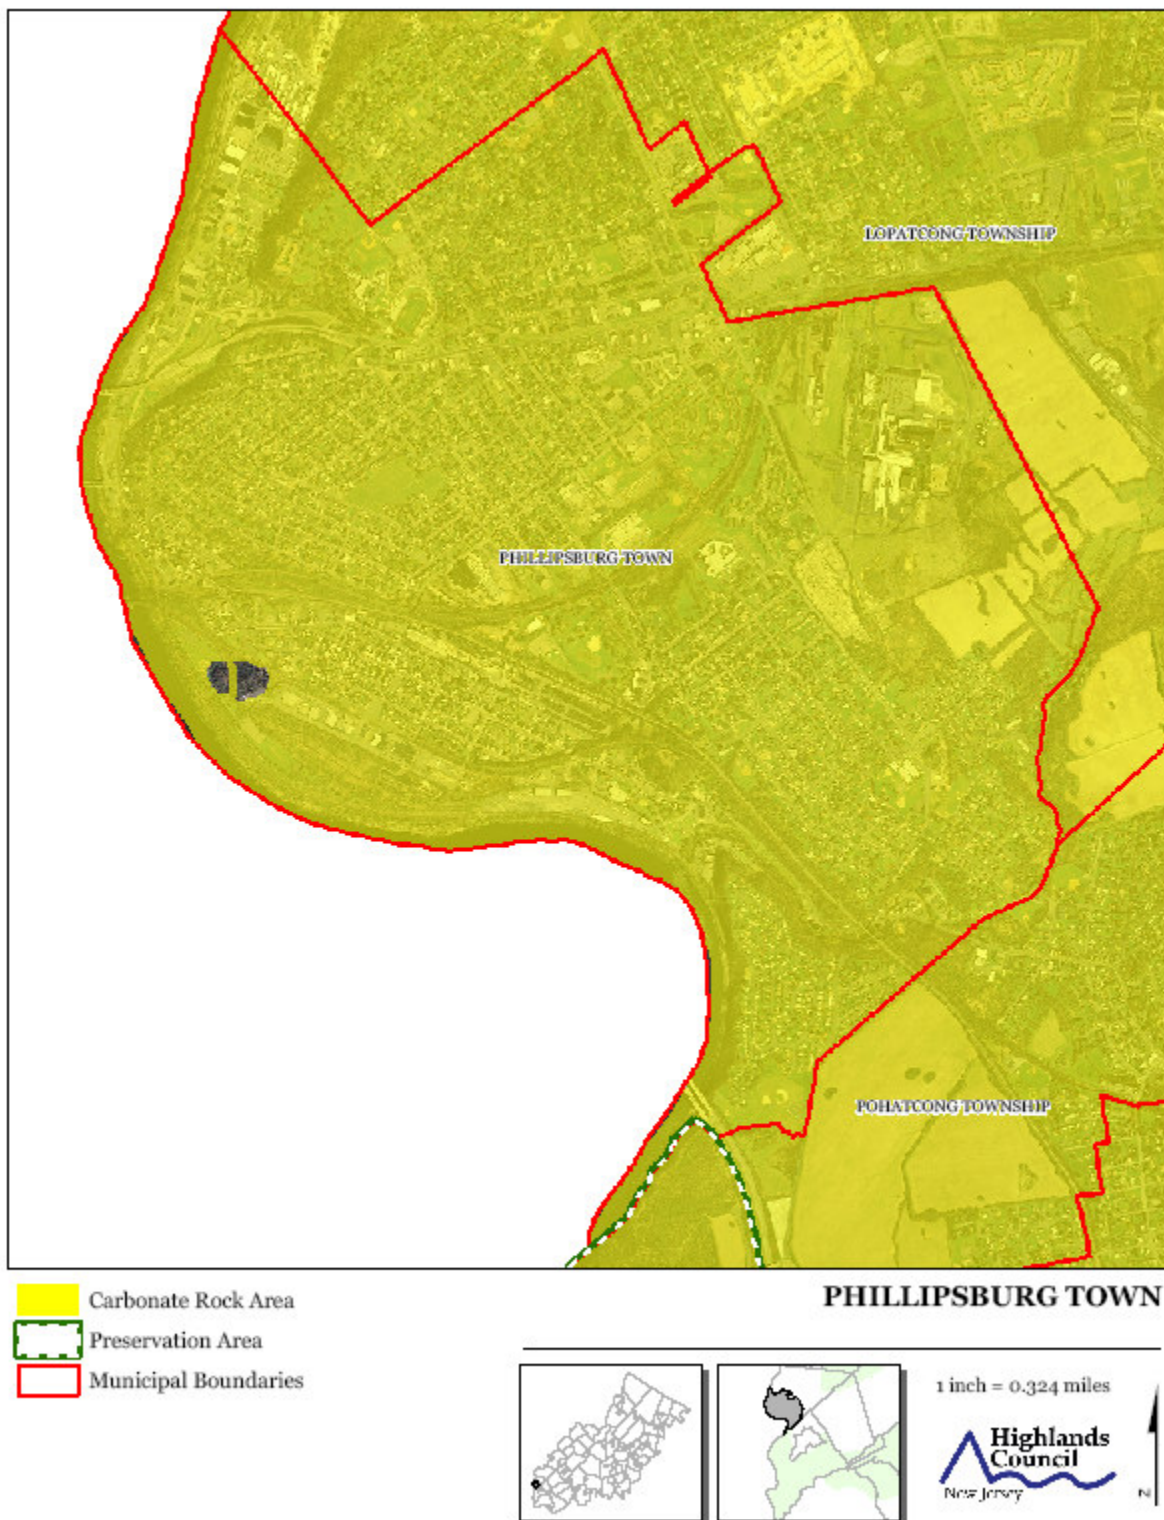 LOPATCONG TOWNSHIP
PHILLIPSBURG TOWN
POHATCONG TOWNSHIP
Carbonate Rock Area
Preservation Area
Municipal Boundaries
PHILLIPSBURG TOWN
1 inch = 0.324 miles
Highlands
Council
New Jersey
N